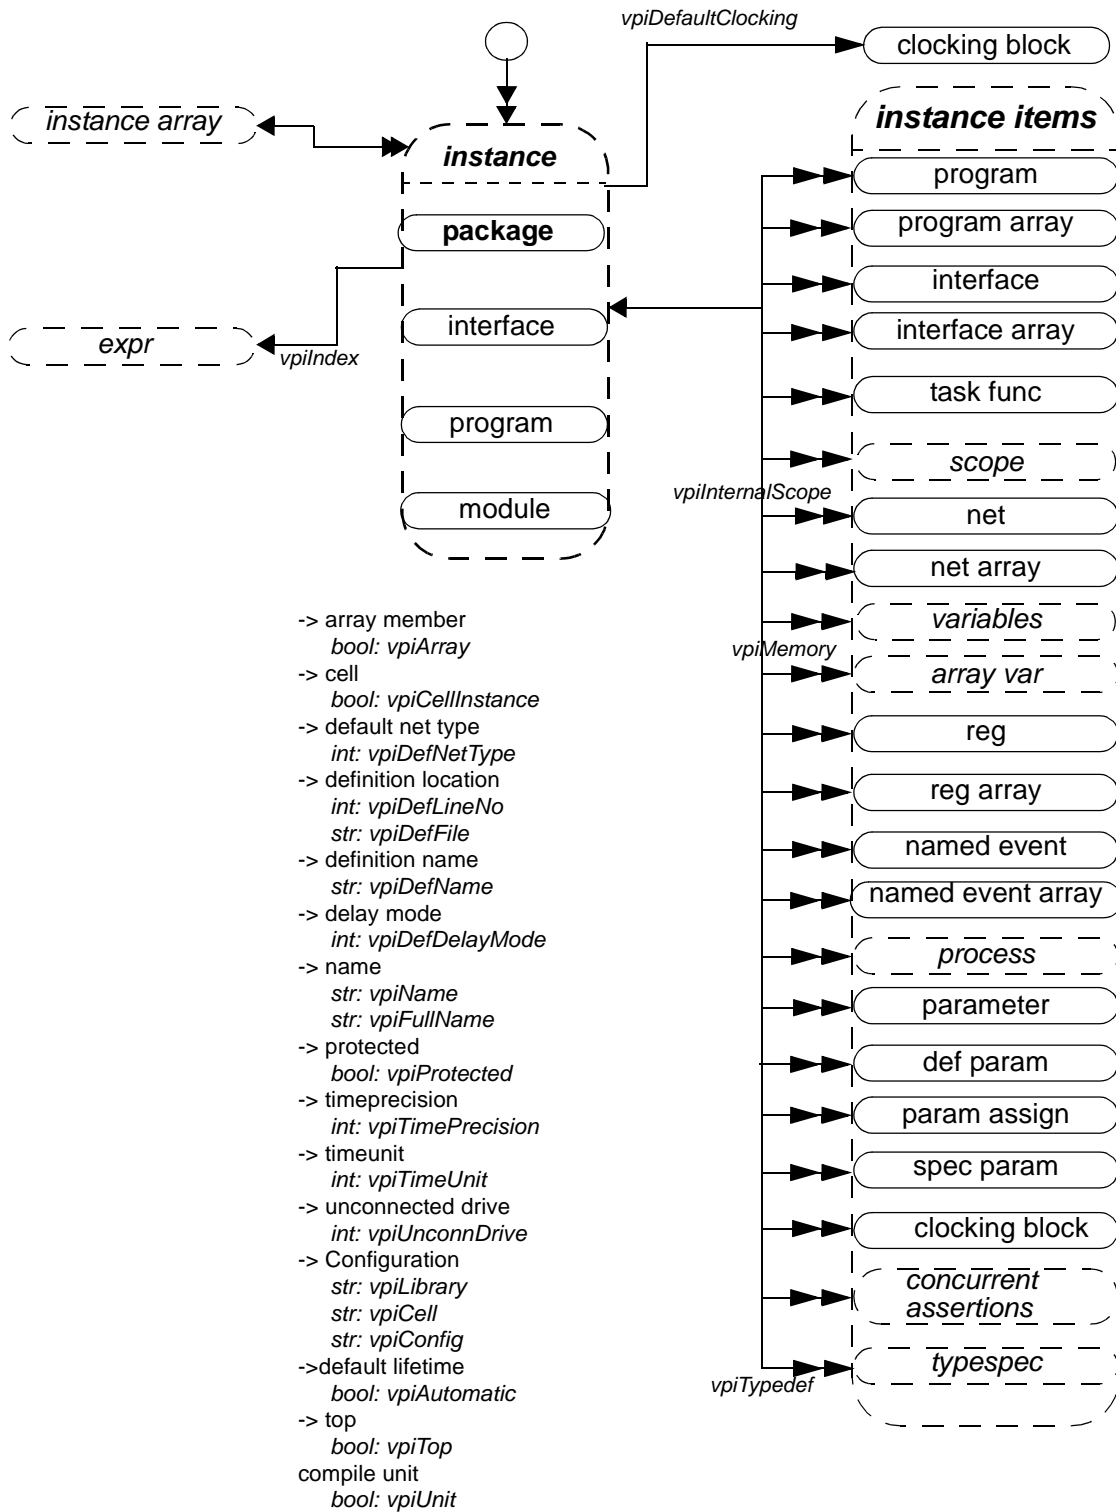 vpiDefaultClocking
clocking block
instance array
instance
package
interface
program
module
expr
vpiIndex
instance items
program
program array
interface
interface array
task func
scope
vpiInternalScope
net
net array
variables
vpiMemory
array var
reg
reg array
named event
named event array
process
parameter
def param
param assign
spec param
clocking block
concurrent
assertions
typespec
vpiTypedef
-> array member
bool: vpiArray
-> cell
bool: vpiCellInstance
-> default net type
int: vpiDefNetType
-> definition location
int: vpiDefLineNo
str: vpiDefFile
-> definition name
str: vpiDefName
-> delay mode
int: vpiDefDelayMode
-> name
str: vpiName
str: vpiFullName
-> protected
bool: vpiProtected
-> timeprecision
int: vpiTimePrecision
-> timeunit
int: vpiTimeUnit
-> unconnected drive
int: vpiUnconnDrive
-> Configuration
str: vpiLibrary
str: vpiCell
str: vpiConfig
->default lifetime
bool: vpiAutomatic
-> top
bool: vpiTop
compile unit
bool: vpiUnit